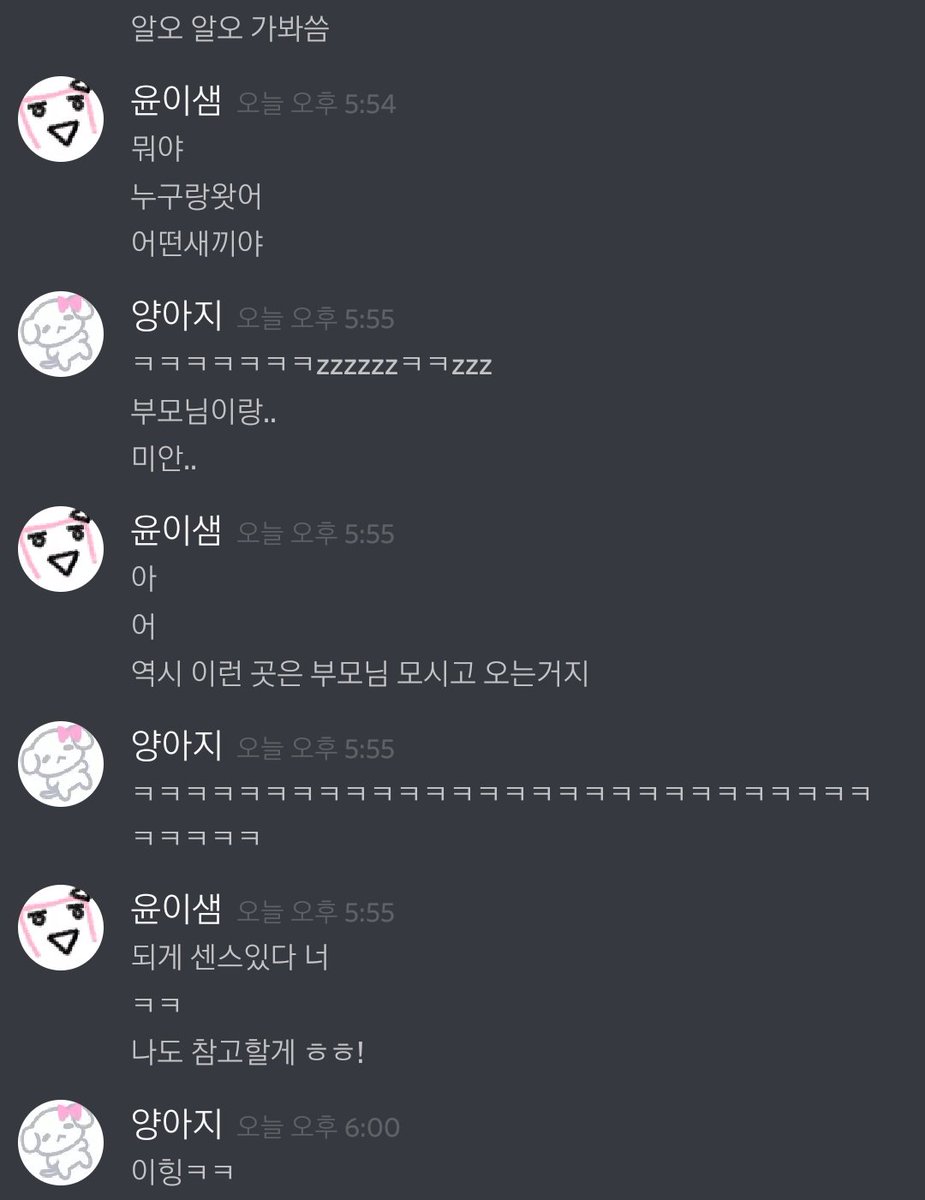 알오 알오 가봐씀
윤이샘 오늘 오후 5:54
뭐야
누구랑왓어
어떤새끼야
양아지 오늘 오후 5:55
ㅋㅋㅋㅋㅋㅋㅋzzzzzzㅋㅋzzz
부모님이랑..
미안..
윤이샘 오늘 오후 5:55
아
어
역시 이런 곳은 부모님 모시고 오는거지
양아지 오늘 오후 5:55
ㅋㅋㅋㅋㅋㅋㅋㅋㅋㅋㅋㅋㅋㅋㅋㅋㅋㅋㅋㅋㅋㅋㅋㅋㅋㅋㅋㅋ
ㅋㅋㅋㅋㅋ
윤이샘 오늘 오후 5:55
되게 센스있다 너
ㅋㅋ
나도 참고할게 ㅎㅎ!
양아지 오늘 오후 6:00
이힝ㅋㅋ